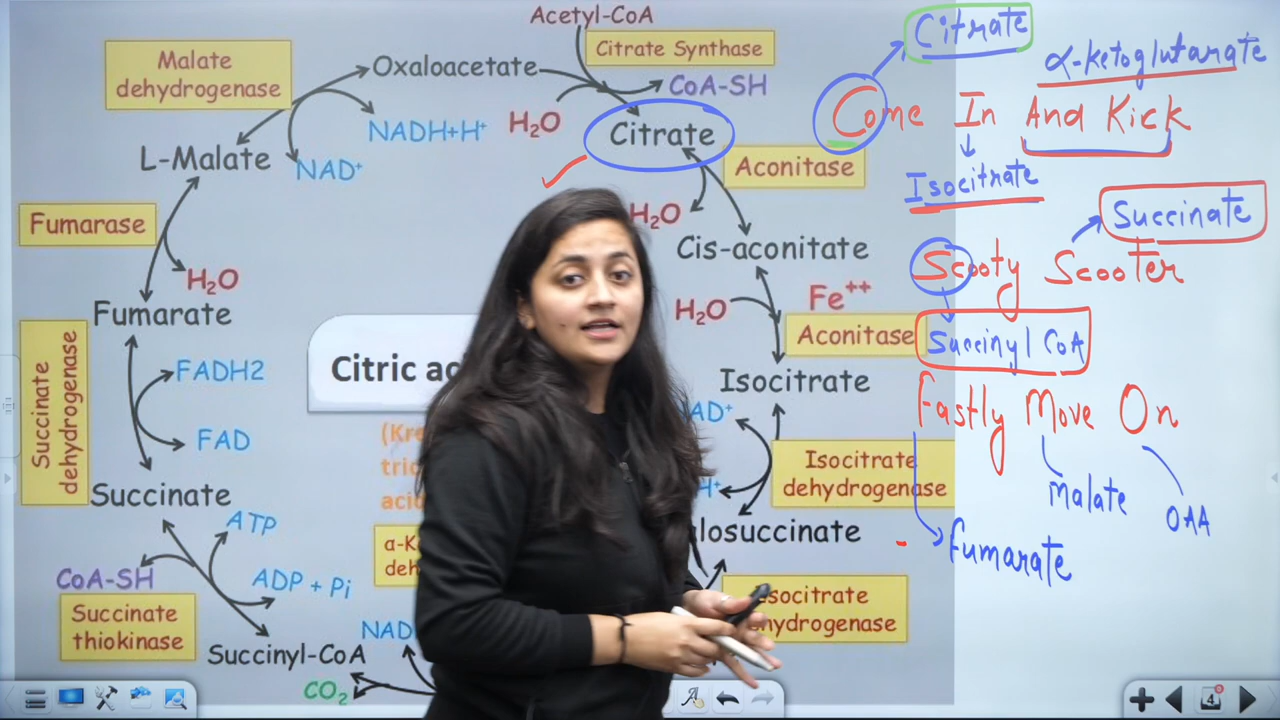 Acetyl-CoA
Citrate Synthase
Malate
dehydrogenase
Oxaloacetate
CoA-SH
H₂O
NADH+H⁺
Citrate
L-Malate
NAD⁺
Aconitase
Fumarase
H₂O
H₂O
Cis-aconitate
Fumarate
H₂O
Fe⁺⁺
Aconitase
Succinate
dehydrogenase
FADH2
FAD
Citric
Isocitrate
Isocitrate
dehydrogenase
Succinate
ATP
CoA-SH
ADP + Pi
Succinate
thiokinase
Succinyl-CoA
CO₂
dehydrogenase
Citrate
α-ketoglutarate
Come In And Kick
Isocitrate
Succinate
Scooty Scooter
Succinyl CoA
Fastly Move On
Malate
OAA
Fumarate
4